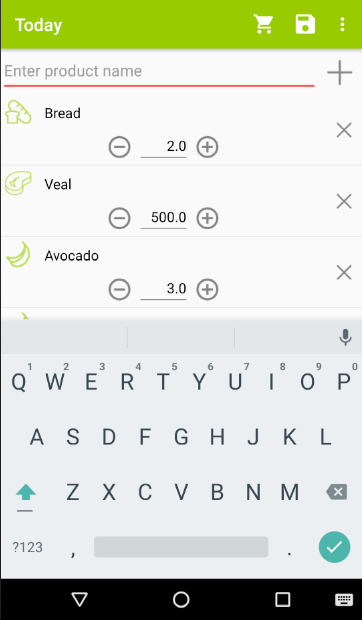 Today
Enter product name
Bread
2.0
Veal
500.0
Avocado
3.0
1 2 3 4 5 6 7 8 9 0
Q W E R T Y U I O P
A S D F G H J K L
Z X C V B N M
?123 , .